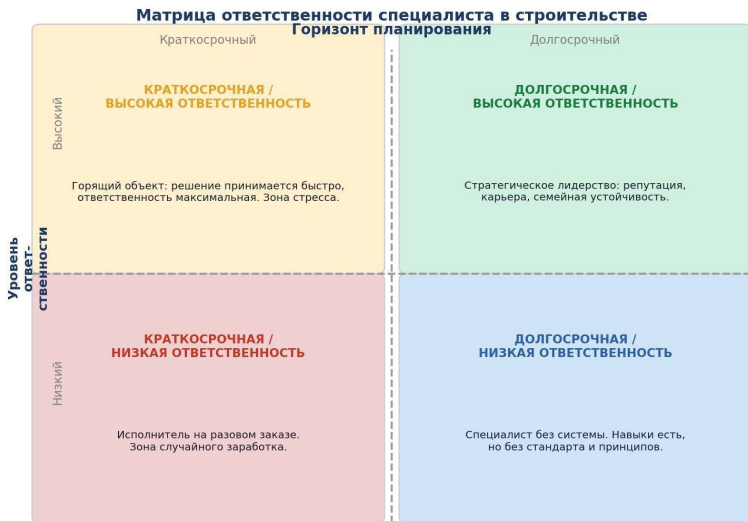 Матрица ответственности специалиста в строительстве
Горизонт планирования
Краткосрочный
Долгосрочный
Уровень
ответ-
ственности
Высокий
КРАТКОСРОЧНАЯ /
ВЫСОКАЯ ОТВЕТСТВЕННОСТЬ
Горящий объект: решение принимается быстро,
ответственность максимальная. Зона стресса.
ДОЛГОСРОЧНАЯ /
ВЫСОКАЯ ОТВЕТСТВЕННОСТЬ
Стратегическое лидерство: репутация,
карьера, семейная устойчивость.
Низкий
КРАТКОСРОЧНАЯ /
НИЗКАЯ ОТВЕТСТВЕННОСТЬ
Исполнитель на разовом заказе.
Зона случайного заработка.
ДОЛГОСРОЧНАЯ /
НИЗКАЯ ОТВЕТСТВЕННОСТЬ
Специалист без системы. Навыки есть,
но без стандарта и принципов.